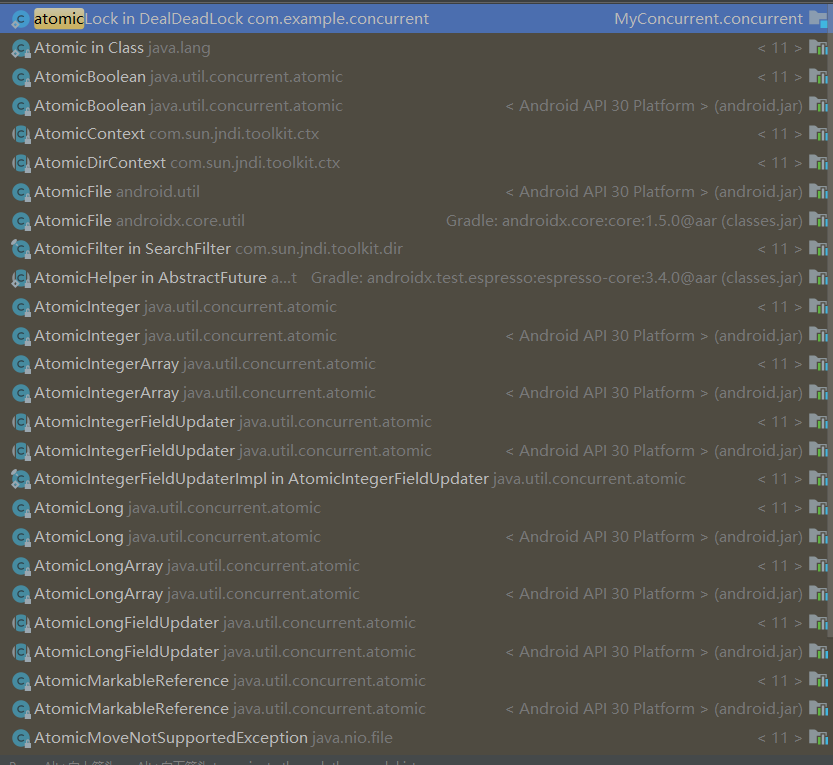 atomicLock in DealDeadLock com.example.concurrent MyConcurrent.concurrent
Atomic in Class java.lang < 11 >
AtomicBoolean java.util.concurrent.atomic < 11 >
AtomicBoolean java.util.concurrent.atomic < Android API 30 Platform > (android.jar)
AtomicContext com.sun.jndi.toolkit.ctx < 11 >
AtomicDirContext com.sun.jndi.toolkit.ctx < 11 >
AtomicFile android.util < Android API 30 Platform > (android.jar)
AtomicFile androidx.core.util Gradle: androidx.core:core:1.5.0@aar (classes.jar)
AtomicFilter in SearchFilter com.sun.jndi.toolkit.dir < 11 >
AtomicHelper in AbstractFuture a...t Gradle: androidx.test.espresso:espresso-core:3.4.0@aar (classes.jar)
AtomicInteger java.util.concurrent.atomic < 11 >
AtomicInteger java.util.concurrent.atomic < Android API 30 Platform > (android.jar)
AtomicIntegerArray java.util.concurrent.atomic < 11 >
AtomicIntegerArray java.util.concurrent.atomic < Android API 30 Platform > (android.jar)
AtomicIntegerFieldUpdater java.util.concurrent.atomic < 11 >
AtomicIntegerFieldUpdater java.util.concurrent.atomic < Android API 30 Platform > (android.jar)
AtomicIntegerFieldUpdaterImpl in AtomicIntegerFieldUpdater java.util.concurrent.atomic < 11 >
AtomicLong java.util.concurrent.atomic < 11 >
AtomicLong java.util.concurrent.atomic < Android API 30 Platform > (android.jar)
AtomicLongArray java.util.concurrent.atomic < 11 >
AtomicLongArray java.util.concurrent.atomic < Android API 30 Platform > (android.jar)
AtomicLongFieldUpdater java.util.concurrent.atomic < 11 >
AtomicLongFieldUpdater java.util.concurrent.atomic < Android API 30 Platform > (android.jar)
AtomicMarkableReference java.util.concurrent.atomic < 11 >
AtomicMarkableReference java.util.concurrent.atomic < Android API 30 Platform > (android.jar)
AtomicMoveNotSupportedException java.nio.file < 11 >